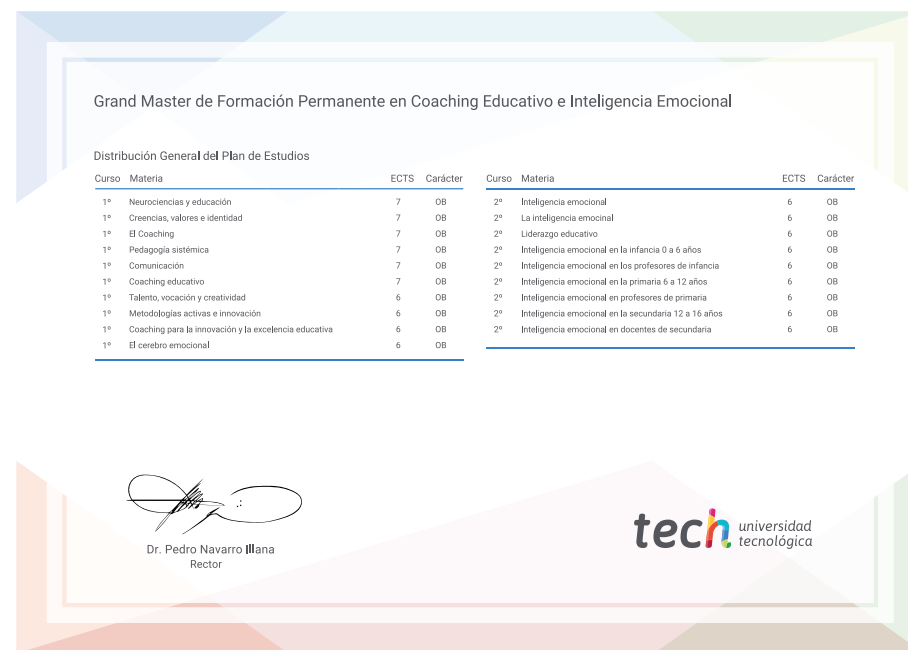 Grand Master de Formación Permanente en Coaching Educativo e Inteligencia Emocional
Distribución General del Plan de Estudios
Curso Materia ECTS Carácter
1º Neurociencias y educación 7 OB
1º Creencias, valores e identidad 7 OB
1º El Coaching 7 OB
1º Pedagogía sistémica 7 OB
1º Comunicación 7 OB
1º Coaching educativo 7 OB
1º Talento, vocación y creatividad 6 OB
1º Metodologías activas e innovación 6 OB
1º Coaching para la innovación y la excelencia educativa 6 OB
1º El cerebro emocional 6 OB
Curso Materia ECTS Carácter
2º Inteligencia emocional 6 OB
2º La inteligencia emocinal 6 OB
2º Liderazgo educativo 6 OB
2º Inteligencia emocional en la infancia 0 a 6 años 6 OB
2º Inteligencia emocional en los profesores de infancia 6 OB
2º Inteligencia emocional en la primaria 6 a 12 años 6 OB
2º Inteligencia emocional en profesores de primaria 6 OB
2º Inteligencia emocional en la secundaria 12 a 16 años 6 OB
2º Inteligencia emocional en docentes de secundaria 6 OB
Dr. Pedro Navarro Illana
Rector
tech universidad
tecnológica